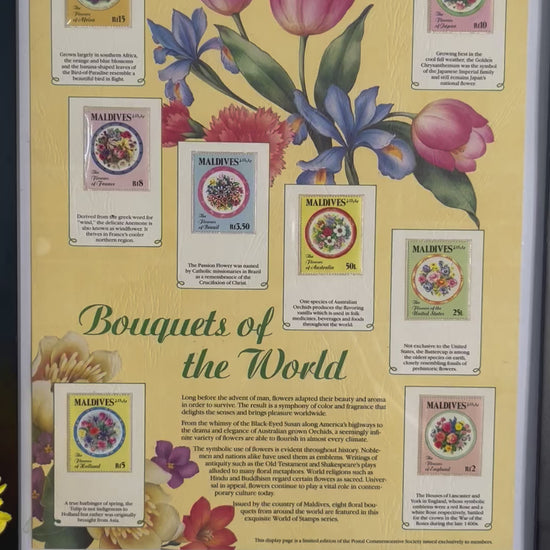 The
Flowers
of Africa
Rf15
The
Flowers
of Japan
Rf10
Grown largely in southern Africa,
the orange and blue blossoms
and the banana-shaped leaves of
the Bird-of-Paradise resemble a
beautiful bird in flight.
Growing best in the
cool fall weather, the Golden
Chrysanthemum was the symbol
of the Japanese Imperial family
and still remains Japan's
national flower.
MALDIVES
The
Flowers
of France
Rf8
Derived from the greek word for
"wind," the delicate Anemone is
also known as windflower. It
thrives in France's cooler
northern region.
MALDIVES
The
Flowers
of Brazil
Rf3.50
The Passion Flower was named
by Catholic missionaries in Brazil
as a remembrance of the
Crucifixion of Christ.
MALDIVES
The
Flowers
of Australia
50L
One species of Australian
Orchids produces the flavoring
vanilla which is used in folk
medicines, beverages and foods
throughout the world.
MALDIVES
The
Flowers of the
United States
25L
Not exclusive to the United
States, the Buttercup is among
the oldest species on earth,
closely resembling fossils of
prehistoric flowers.
Bouquets of
the World
MALDIVES
The
Flowers
of Holland
Rf5
A true harbinger of spring, the
Tulip is not indigenous to
Holland but rather was originally
brought from Asia.
Long before the advent of man, flowers adapted their beauty and aroma
in order to survive. The result is a symphony of color and fragrance that
delights the senses and brings pleasure worldwide.
From the whimsy of the Black-Eyed Susan along America's highways to
the drama and elegance of Australian grown Orchids, a seemingly infi-
nite variety of flowers are able to flourish in almost every climate.
The symbolic use of flowers is evident throughout history. Noble-
men and nations alike have used them as emblems. Writings of
antiquity such as the Old Testament and Shakespeare's plays
alluded to many floral metaphors. World religions such as
Hindu and Buddhism regard certain flowers as sacred. Univer-
sal in appeal, flowers continue to play a vital role in contem-
porary culture today.
Issued by the country of Maldives, eight floral bou-
quets from around the world are featured in this
exquisite World of Stamps series.
MALDIVES
The
Flowers
of England
Rf2
The Houses of Lancaster and
York in England, whose symbolic
emblems were a red Rose and a
white Rose respectively, battled
for the crown in the War of the
Roses during the late 1400s.
This display page is a limited edition of the Postal Commemorative Society issued exclusively to members.